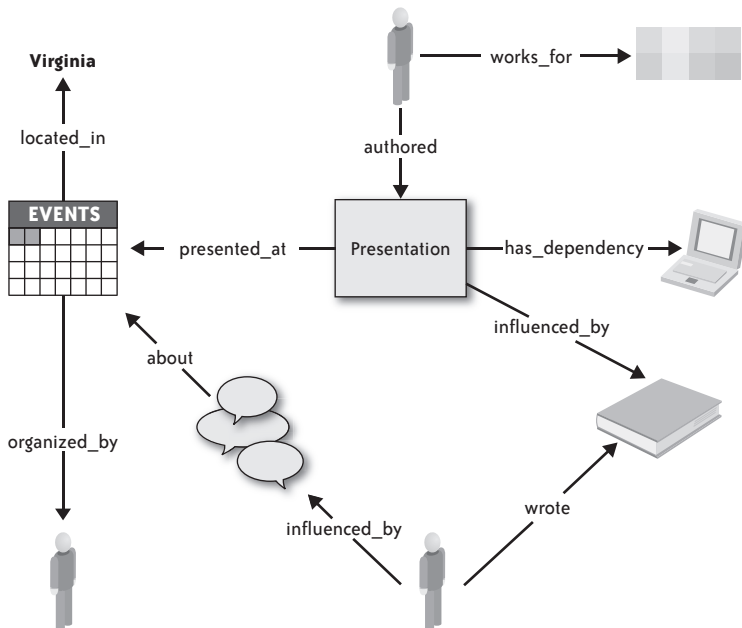 works_for
Virginia
located_in
authored
EVENTS
presented_at
Presentation
has_dependency
influenced_by
about
organized_by
wrote
influenced_by